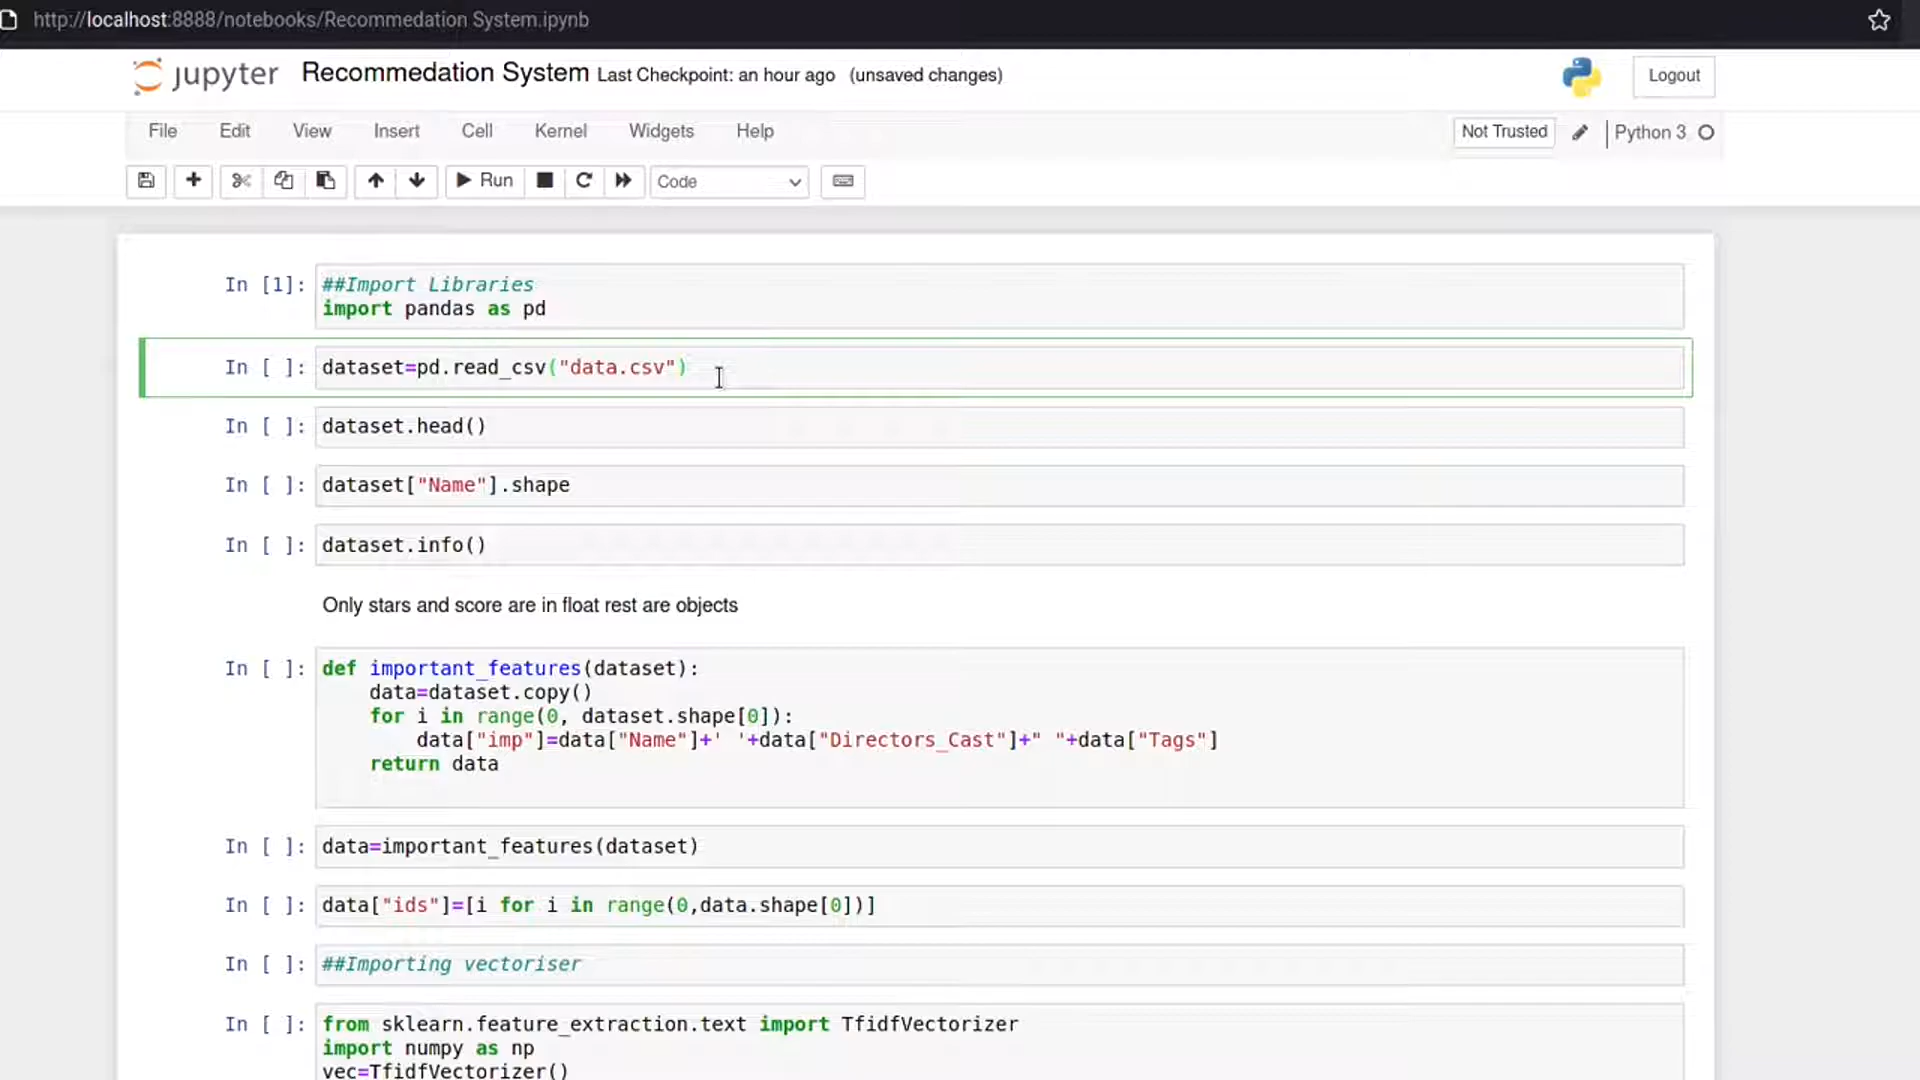 http://localhost:8888/notebooks/Recommedation System.ipynb
jupyter Recommedation System Last Checkpoint: an hour ago (unsaved changes) Logout
File Edit View Insert Cell Kernel Widgets Help Not Trusted Python 3
Run Code
In [1]: ##Import Libraries
import pandas as pd
In [ ]: dataset=pd.read_csv("data.csv")
In [ ]: dataset.head()
In [ ]: dataset["Name"].shape
In [ ]: dataset.info()
Only stars and score are in float rest are objects
In [ ]: def important_features(dataset):
    data=dataset.copy()
    for i in range(0, dataset.shape[0]):
        data["imp"]=data["Name"]+' '+data["Directors_Cast"]+" "+data["Tags"]
    return data
In [ ]: data=important_features(dataset)
In [ ]: data["ids"]=[i for i in range(0,data.shape[0])]
In [ ]: ##Importing vectoriser
In [ ]: from sklearn.feature_extraction.text import TfidfVectorizer
import numpy as np
vec=TfidfVectorizer()